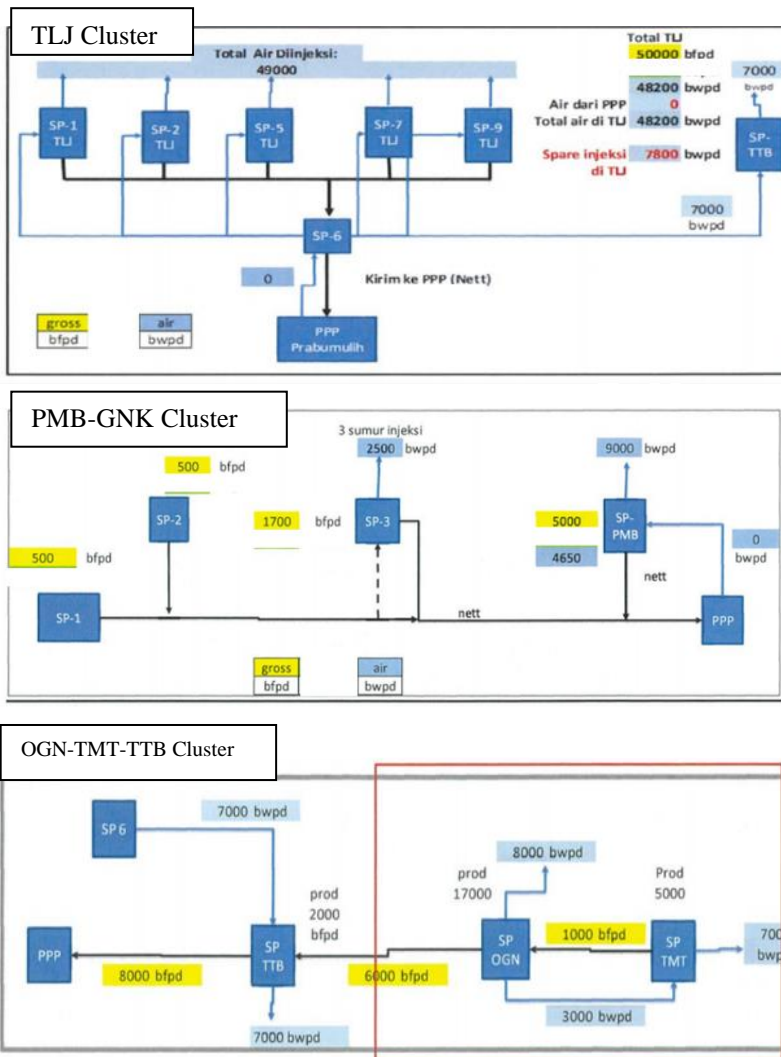 TLJ Cluster
Total Air Diinjeksi:
49000
Total TLJ
50000 bfpd
48200 bwpd
Air dari PPP 0
Total air di TLJ 48200 bwpd
Spare injeksi 7800 bwpd
di TLJ
7000
bwpd
SP-1
TLJ
SP-2
TLJ
SP-5
TLJ
SP-7
TLJ
SP-9
TLJ
SP-
TTB
7000
bwpd
SP-6
0
Kirim ke PPP (Nett)
gross
bfpd
air
bwpd
PPP
Prabumulih
PMB-GNK Cluster
3 sumur injeksi
2500 bwpd
9000 bwpd
500 bfpd
SP-2
1700 bfpd
SP-3
5000
4650
SP-
PMB
0
bwpd
500 bfpd
SP-1
nett
nett
PPP
gross
bfpd
air
bwpd
OGN-TMT-TTB Cluster
SP 6
7000 bwpd
8000 bwpd
prod
2000
bfpd
prod
17000
Prod
5000
PPP
SP
TTB
SP
OGN
1000 bfpd
SP
TMT
8000 bfpd
6000 bfpd
3000 bwpd
7000 bwpd